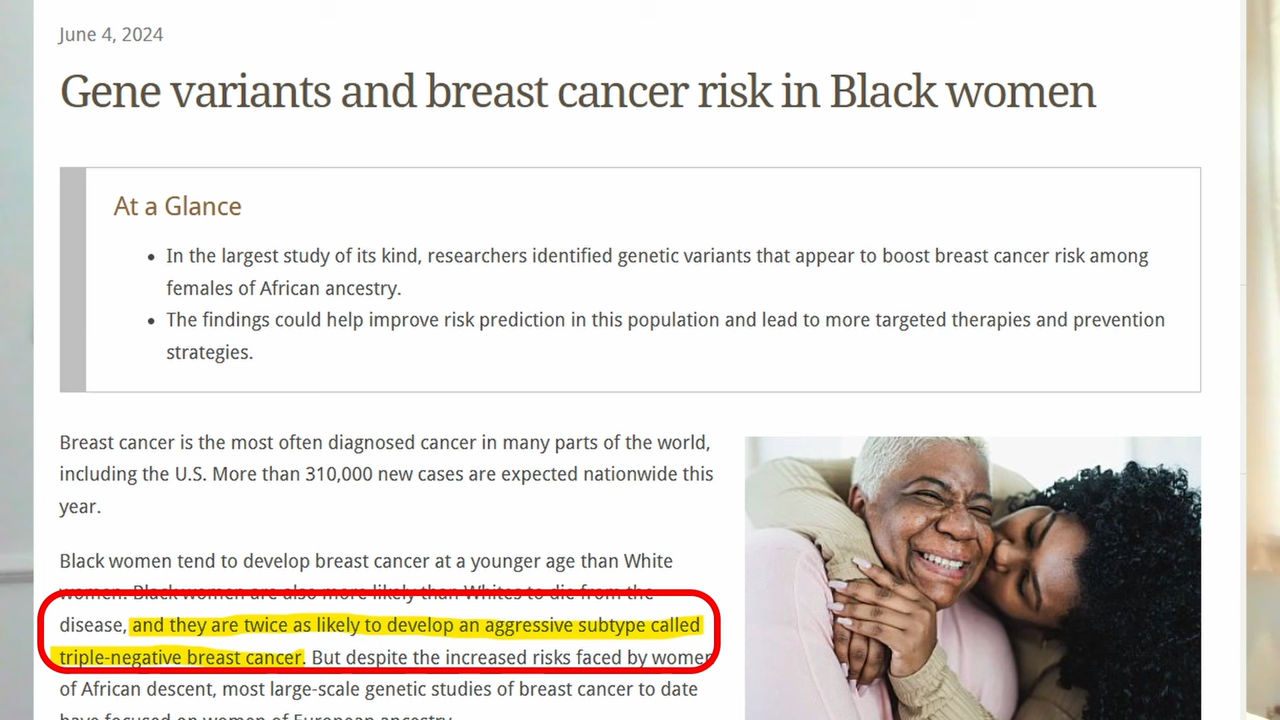 June 4, 2024
Gene variants and breast cancer risk in Black women
At a Glance
• In the largest study of its kind, researchers identified genetic variants that appear to boost breast cancer risk among
females of African ancestry.
• The findings could help improve risk prediction in this population and lead to more targeted therapies and prevention
strategies.
Breast cancer is the most often diagnosed cancer in many parts of the world,
including the U.S. More than 310,000 new cases are expected nationwide this
year.
Black women tend to develop breast cancer at a younger age than White
women. Black women are also more likely than Whites to die from the
disease, and they are twice as likely to develop an aggressive subtype called
triple-negative breast cancer. But despite the increased risks faced by women
of African descent, most large-scale genetic studies of breast cancer to date
have focused on women of European ancestry.